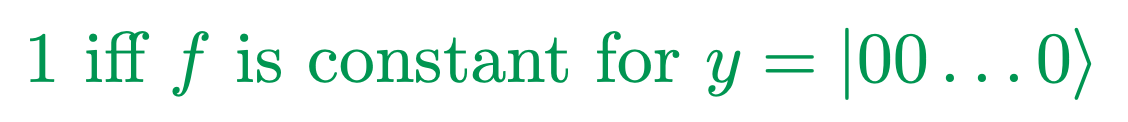 1 iff f is constant for y = |00...0⟩